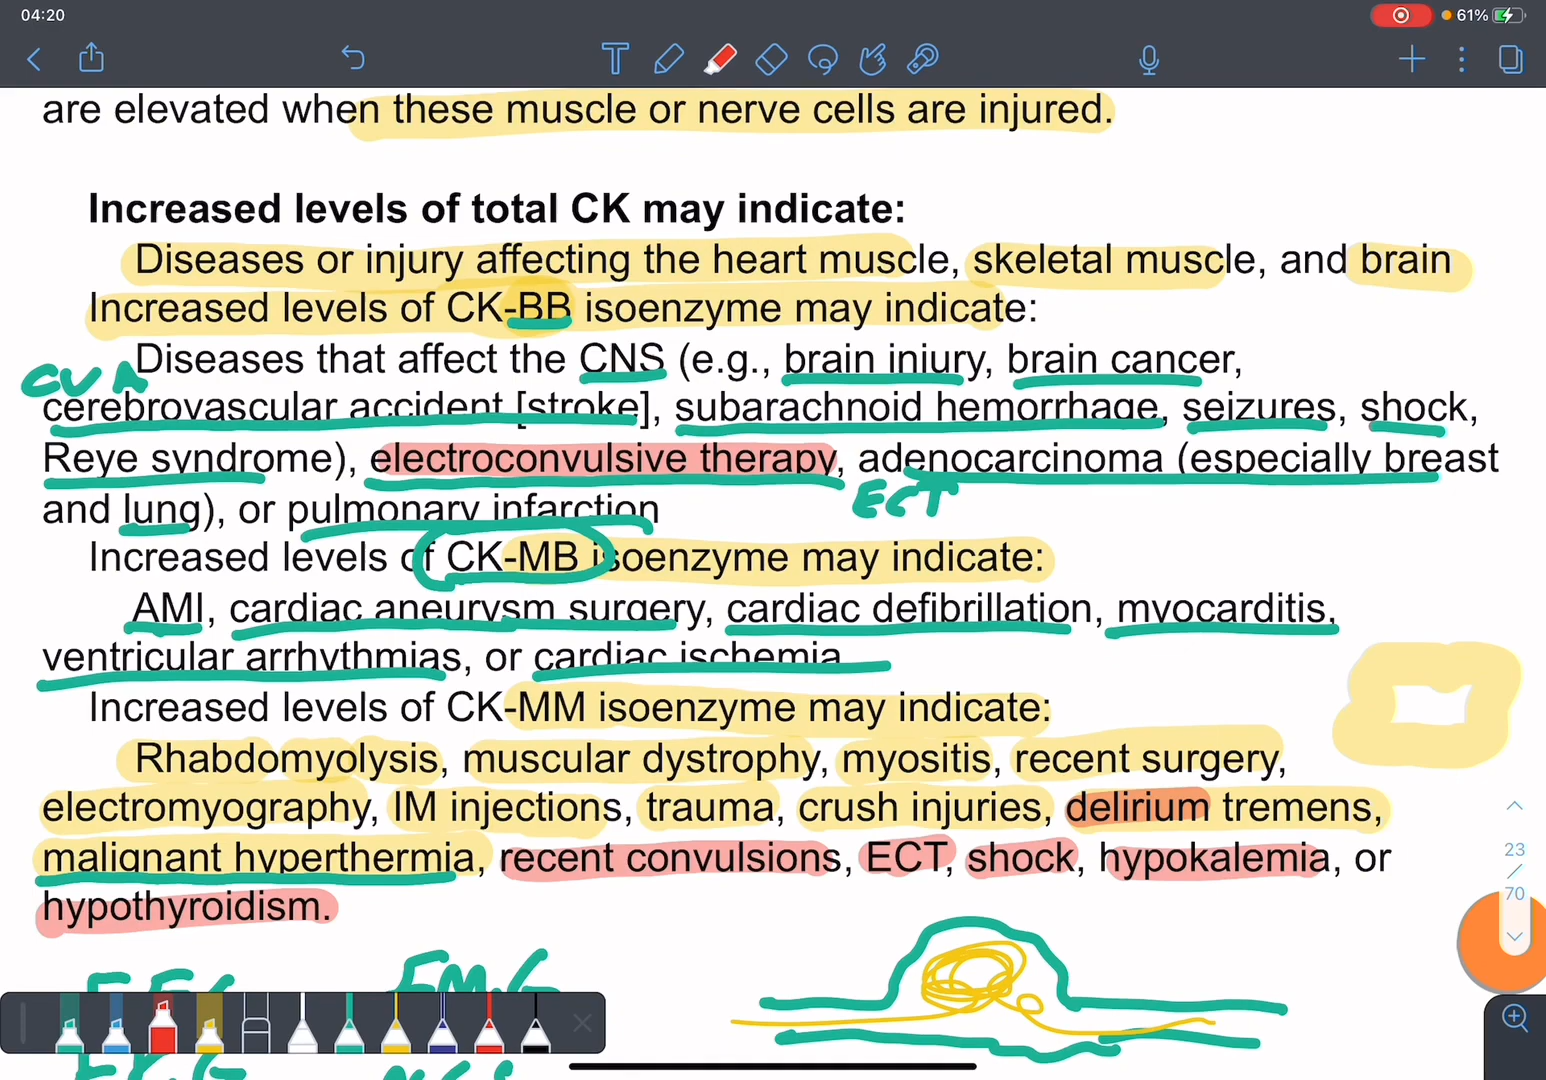 04:20
61%
are elevated when these muscle or nerve cells are injured.
Increased levels of total CK may indicate:
Diseases or injury affecting the heart muscle, skeletal muscle, and brain
Increased levels of CK-BB isoenzyme may indicate:
Diseases that affect the CNS (e.g., brain injury, brain cancer,
CVA
cerebrovascular accident [stroke], subarachnoid hemorrhage, seizures, shock,
Reye syndrome), electroconvulsive therapy, adenocarcinoma (especially breast
ECT
and lung), or pulmonary infarction
Increased levels of CK-MB isoenzyme may indicate:
AMI, cardiac aneurysm surgery, cardiac defibrillation, myocarditis,
ventricular arrhythmias, or cardiac ischemia
Increased levels of CK-MM isoenzyme may indicate:
Rhabdomyolysis, muscular dystrophy, myositis, recent surgery,
electromyography, IM injections, trauma, crush injuries, delirium tremens,
malignant hyperthermia, recent convulsions, ECT, shock, hypokalemia, or
hypothyroidism.
23
/
70
EMG